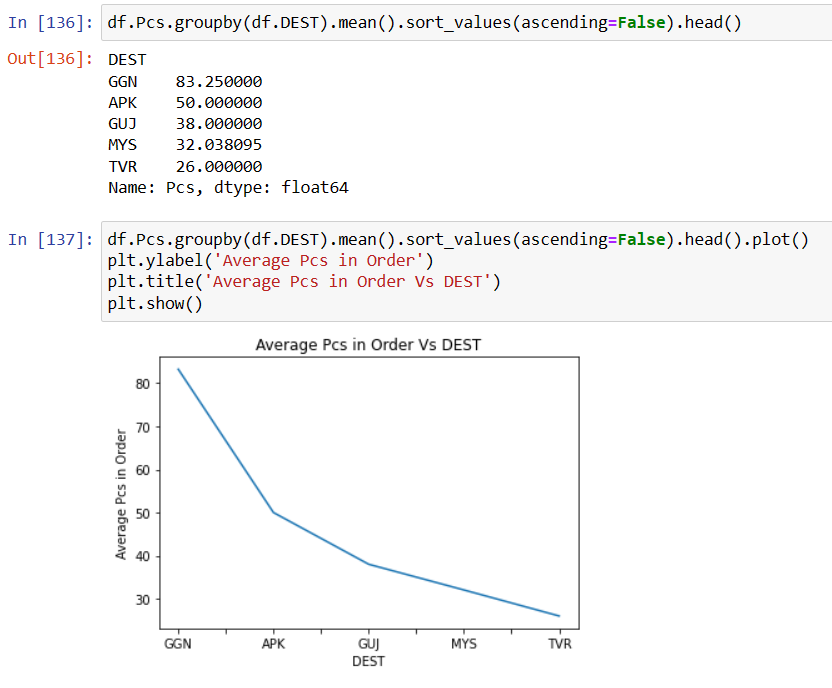 In [136]: df.Pcs.groupby(df.DEST).mean().sort_values(ascending=False).head()
Out[136]: DEST
GGN    83.250000
APK    50.000000
GUJ    38.000000
MYS    32.038095
TVR    26.000000
Name: Pcs, dtype: float64
In [137]: df.Pcs.groupby(df.DEST).mean().sort_values(ascending=False).head().plot()
plt.ylabel('Average Pcs in Order')
plt.title('Average Pcs in Order Vs DEST')
plt.show()
Average Pcs in Order Vs DEST
Average Pcs in Order
80
70
60
50
40
30
GGN APK GUJ MYS TVR
DEST